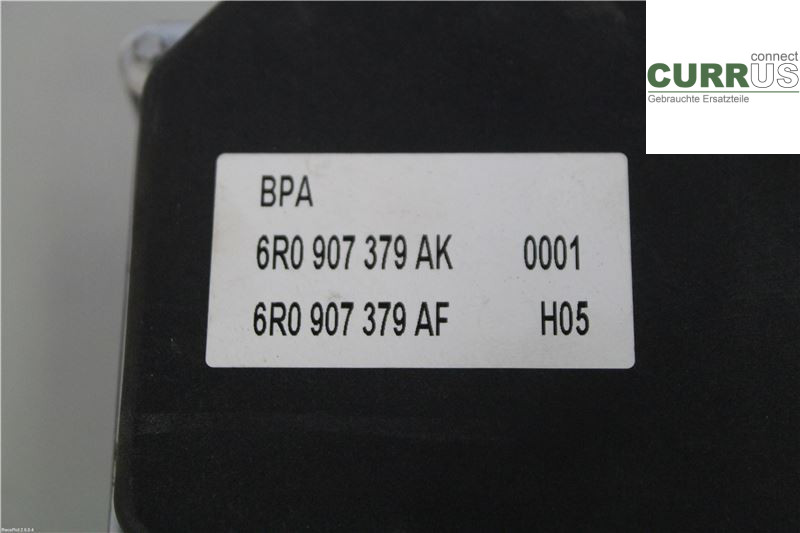 connect
CURRUS
Gebrauchte Ersatzteile
BPA
6R0 907 379 AK 0001
6R0 907 379 AF H05